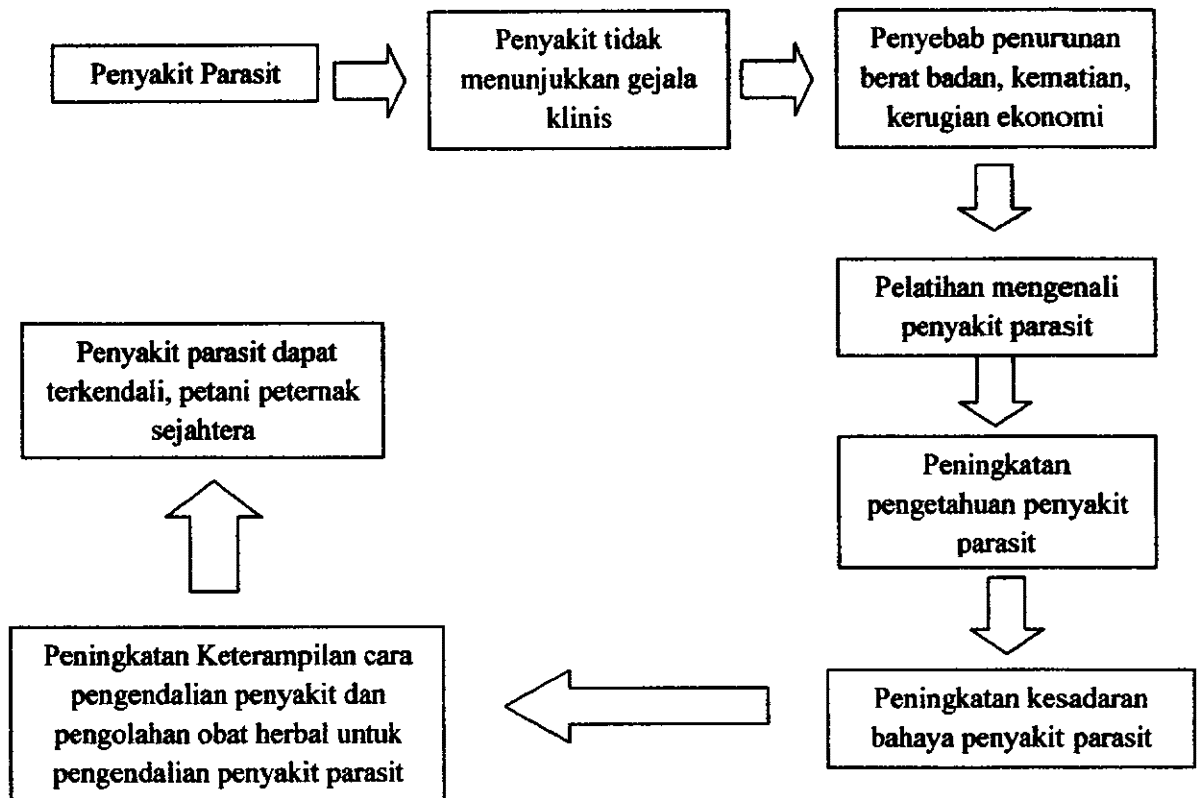 Penyakit Parasit
Penyakit tidak
menunjukkan gejala
klinis
Penyebab penurunan
berat badan, kematian,
kerugian ekonomi
Pelatihan mengenali
penyakit parasit
Peningkatan
pengetahuan penyakit
parasit
Peningkatan kesadaran
bahaya penyakit parasit
Peningkatan Keterampilan cara
pengendalian penyakit dan
pengolahan obat herbal untuk
pengendalian penyakit parasit
Penyakit parasit dapat
terkendali, petani peternak
sejahtera